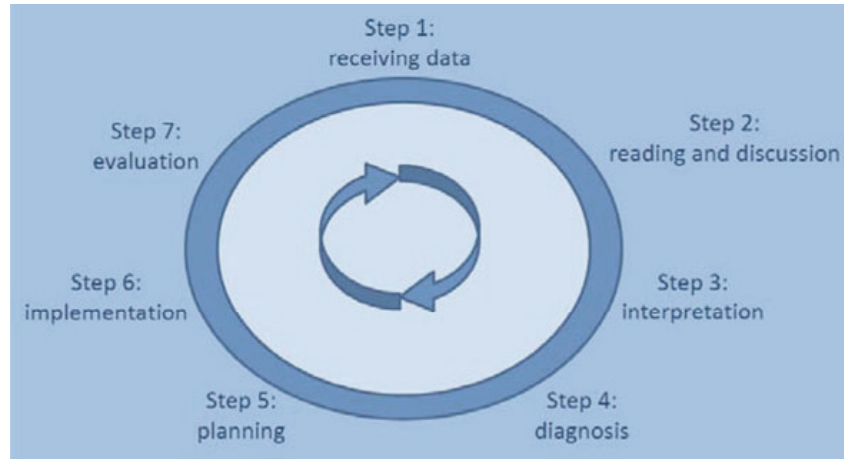 Step 1:
receiving data
Step 2:
reading and discussion
Step 3:
interpretation
Step 4:
diagnosis
Step 5:
planning
Step 6:
implementation
Step 7:
evaluation